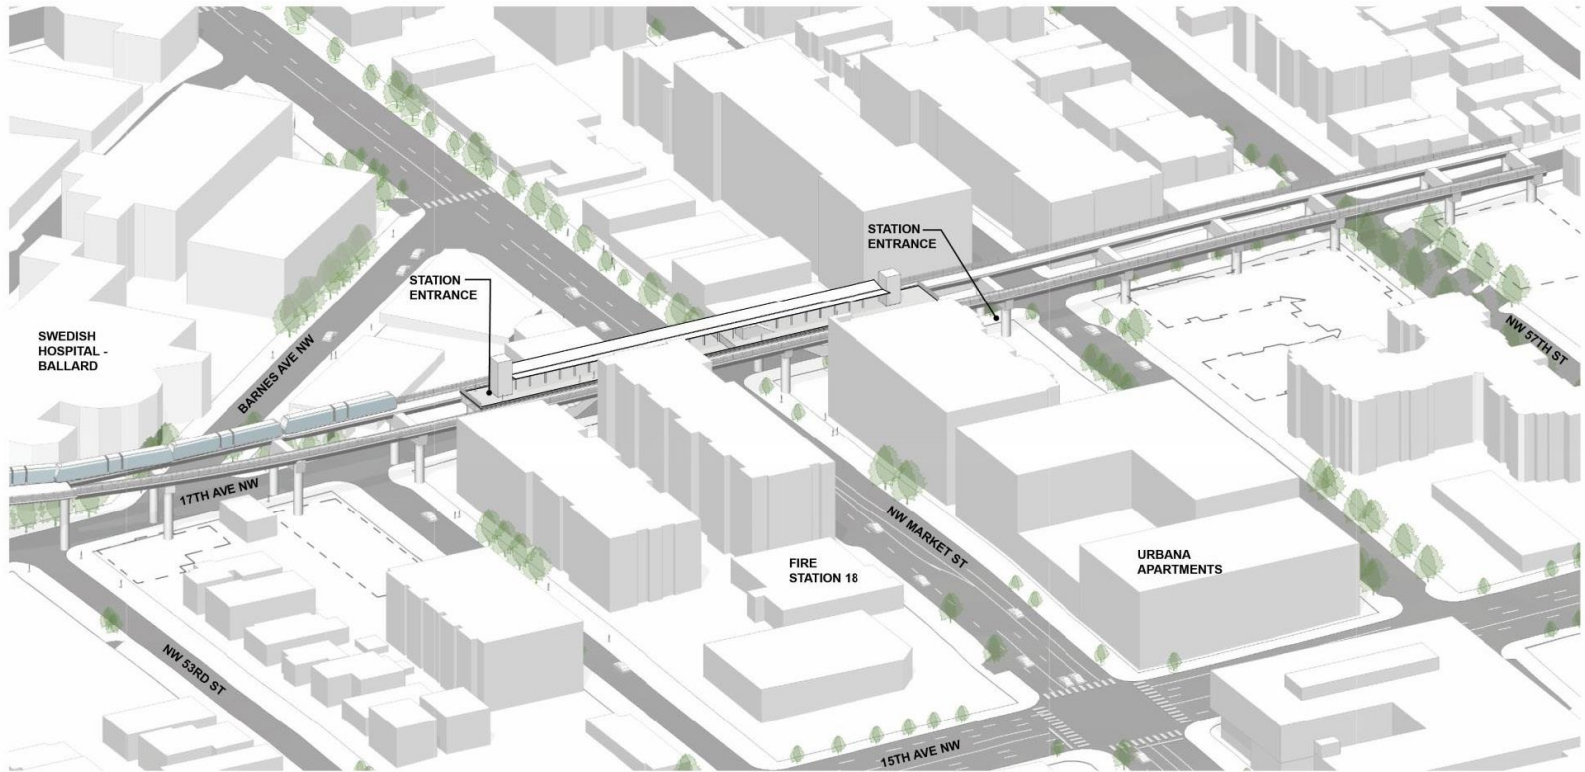 STATION
ENTRANCE
STATION
ENTRANCE
SWEDISH
HOSPITAL -
BALLARD
BARNES AVE NW
NW 57TH ST
17TH AVE NW
NW MARKET ST
FIRE
STATION 18
URBANA
APARTMENTS
NW 53RD ST
15TH AVE NW